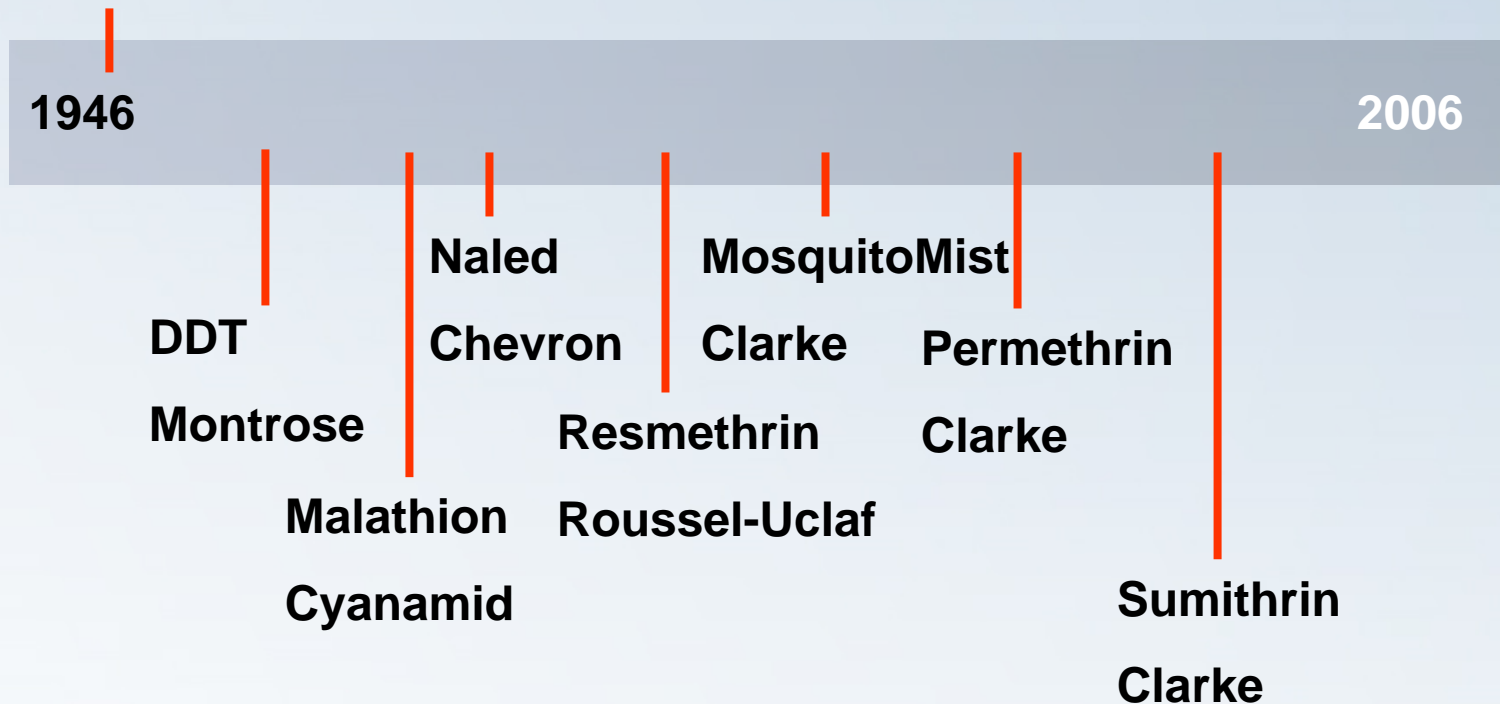 1946
2006
DDT
Montrose
Malathion
Cyanamid
Naled
Chevron
Resmethrin
Roussel-Uclaf
MosquitoMist
Clarke
Permethrin
Clarke
Sumithrin
Clarke